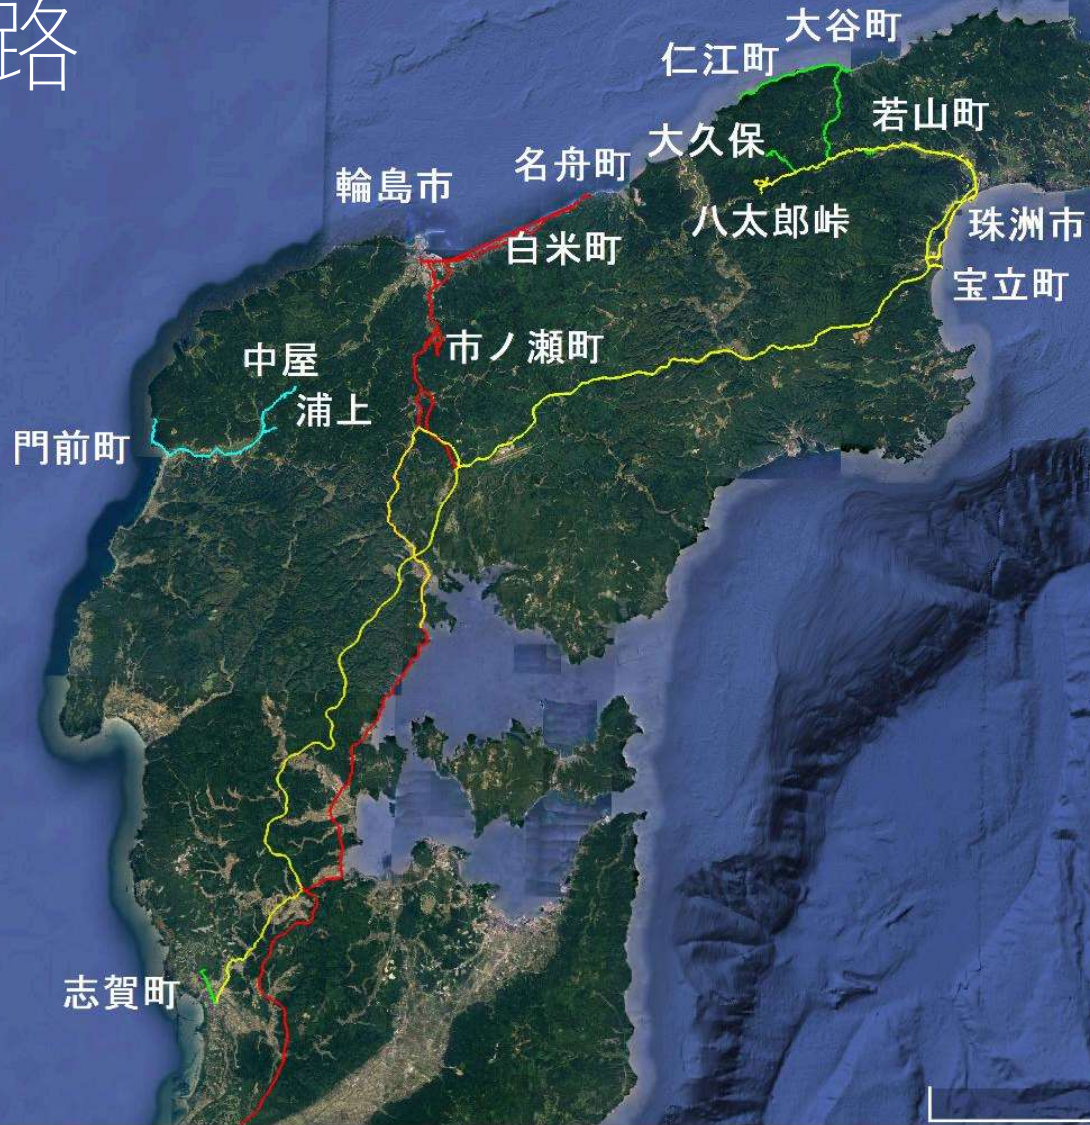 路
大谷町
仁江町
若山町
大久保
名舟町
輪島市
八太郎峠
珠洲市
白米町
宝立町
市ノ瀬町
中屋
浦上
門前町
志賀町